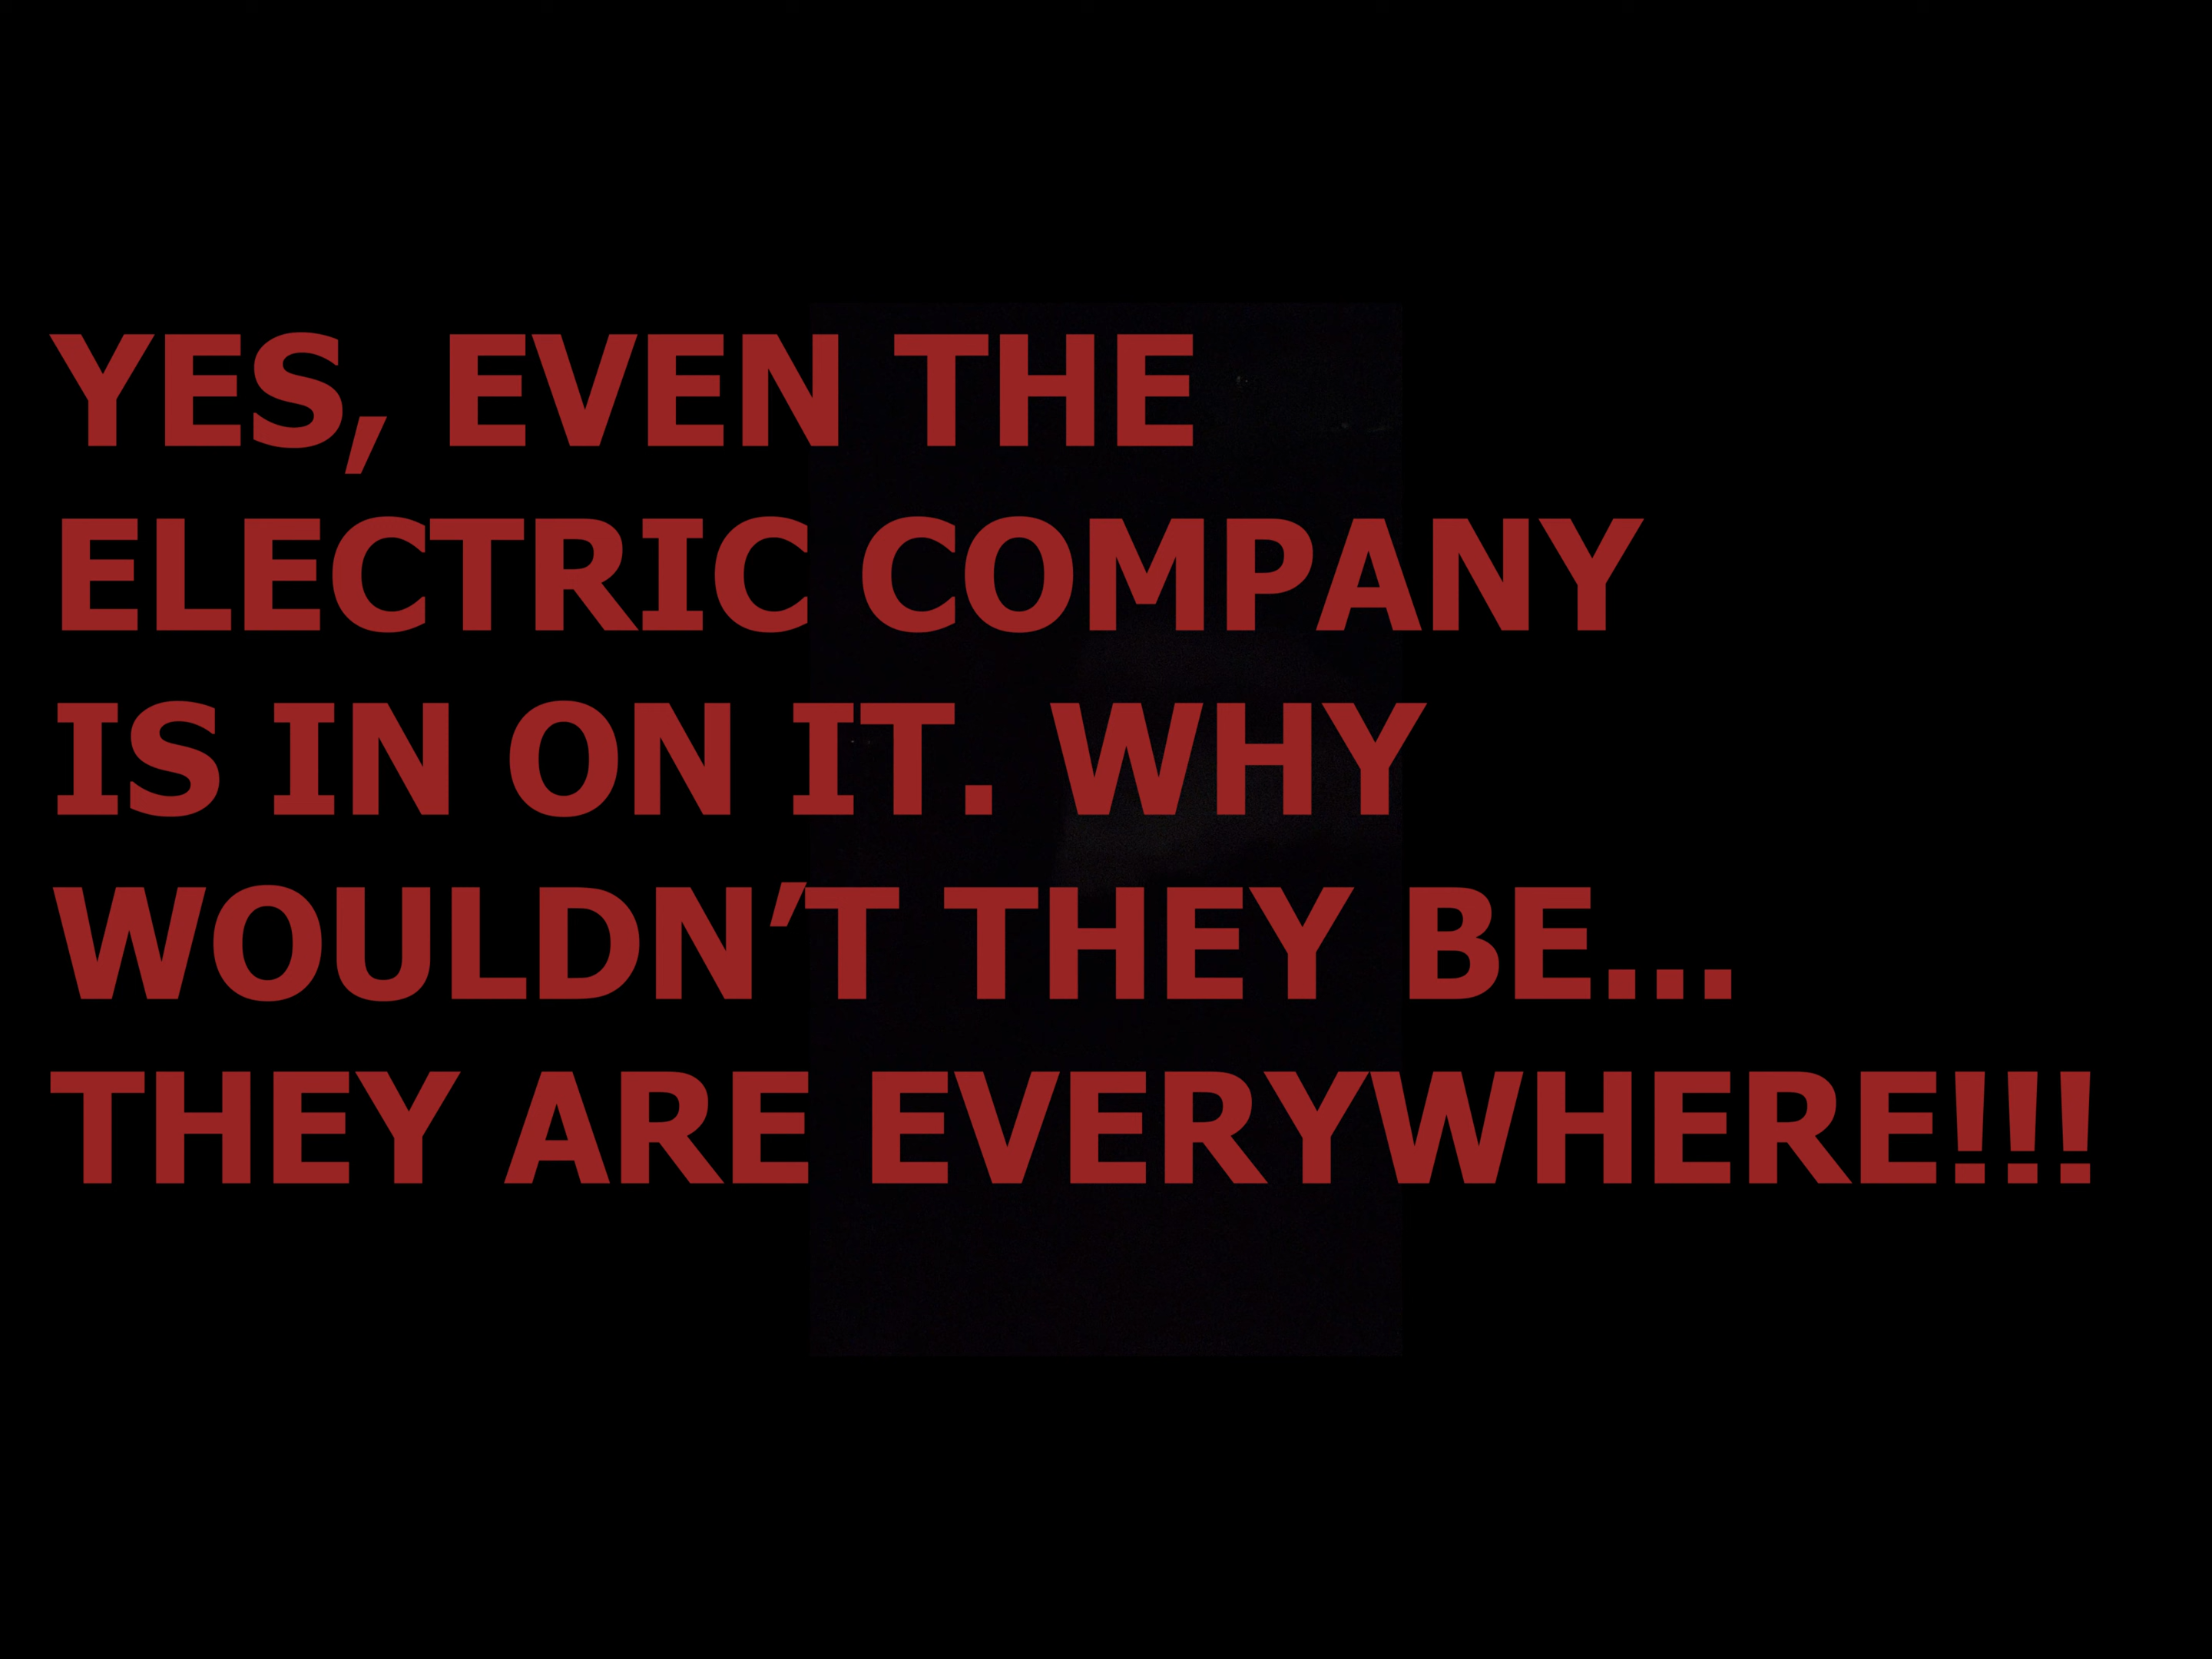 YES, EVEN THE
ELECTRIC COMPANY
IS IN ON IT. WHY
WOULDN’T THEY BE...
THEY ARE EVERYWHERE!!!